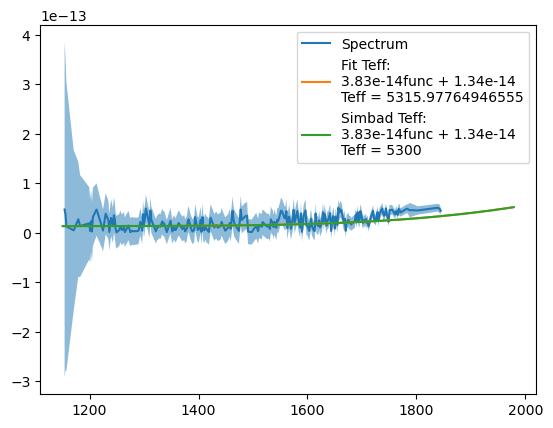 1e−13
4
3
2
1
0
−1
−2
−3
1200
1400
1600
1800
2000
Spectrum
Fit Teff:
3.83e-14func + 1.34e-14
Teff = 5315.97764946555
Simbad Teff:
3.83e-14func + 1.34e-14
Teff = 5300